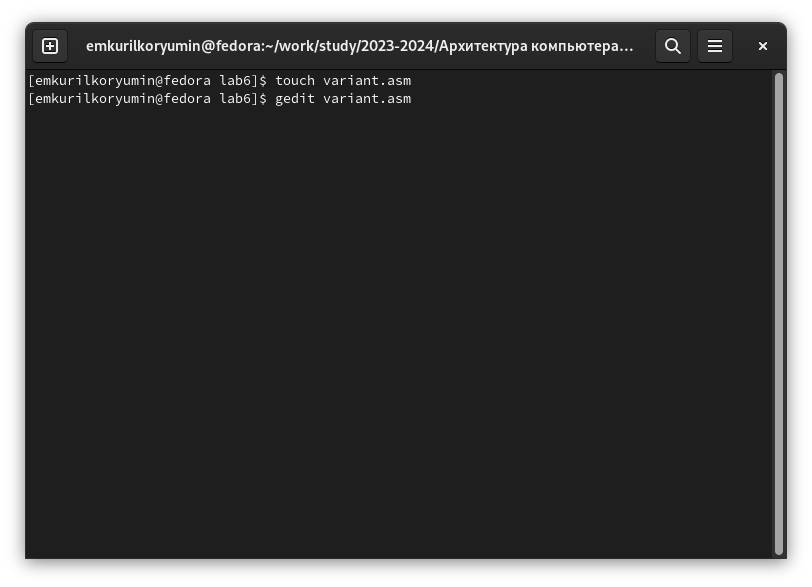 emkurilkoryumin@fedora:~/work/study/2023-2024/Архитектура компьютера…
[emkurilkoryumin@fedora lab6]$ touch variant.asm
[emkurilkoryumin@fedora lab6]$ gedit variant.asm